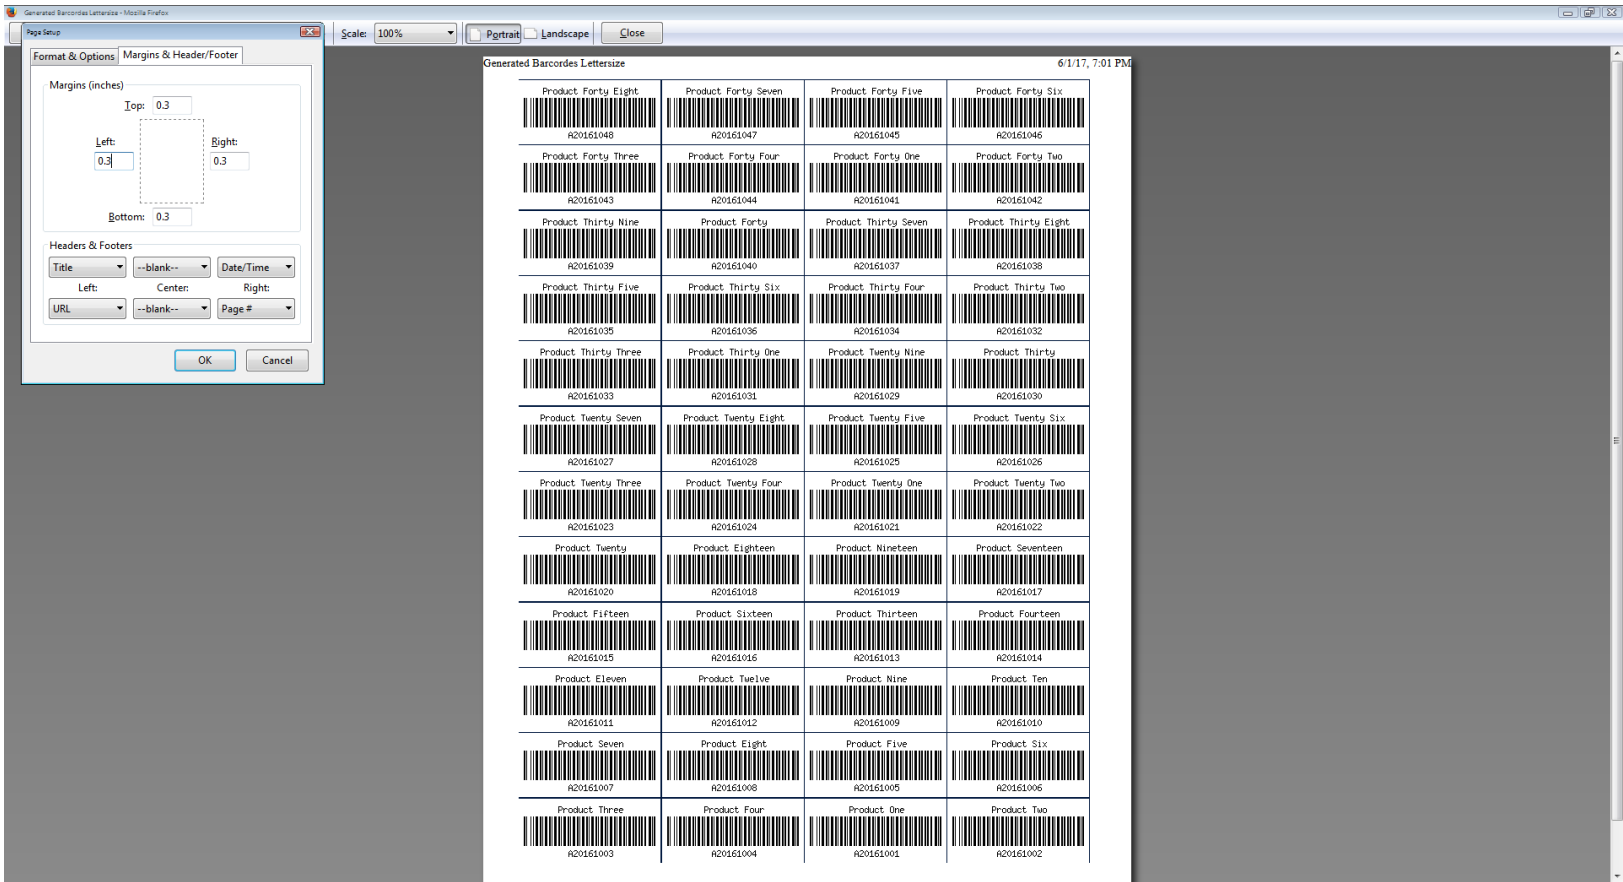 Generated Barcordes Lettersize - Mozilla Firefox
Page Setup
Scale: 100% Portrait Landscape Close
Format & Options Margins & Header/Footer
Margins (inches)
Top: 0.3
Left: Right:
0.3 0.3
Bottom: 0.3
Headers & Footers
Title --blank-- Date/Time
Left: Center: Right:
URL --blank-- Page #
OK Cancel
Generated Barcordes Lettersize 6/1/17, 7:01 PM
Product Forty Eight Product Forty Seven Product Forty Five Product Forty Six
A20161048 A20161047 A20161045 A20161046
Product Forty Three Product Forty Four Product Forty One Product Forty Two
A20161043 A20161044 A20161041 A20161042
Product Thirty Nine Product Forty Product Thirty Seven Product Thirty Eight
A20161039 A20161040 A20161037 A20161038
Product Thirty Five Product Thirty Six Product Thirty Four Product Thirty Two
A20161035 A20161036 A20161034 A20161032
Product Thirty Three Product Thirty One Product Twenty Nine Product Thirty
A20161033 A20161031 A20161029 A20161030
Product Twenty Seven Product Twenty Eight Product Twenty Five Product Twenty Six
A20161027 A20161028 A20161025 A20161026
Product Twenty Three Product Twenty Four Product Twenty One Product Twenty Two
A20161023 A20161024 A20161021 A20161022
Product Twenty Product Eighteen Product Nineteen Product Seventeen
A20161020 A20161018 A20161019 A20161017
Product Fifteen Product Sixteen Product Thirteen Product Fourteen
A20161015 A20161016 A20161013 A20161014
Product Eleven Product Twelve Product Nine Product Ten
A20161011 A20161012 A20161009 A20161010
Product Seven Product Eight Product Five Product Six
A20161007 A20161008 A20161005 A20161006
Product Three Product Four Product One Product Two
A20161003 A20161004 A20161001 A20161002